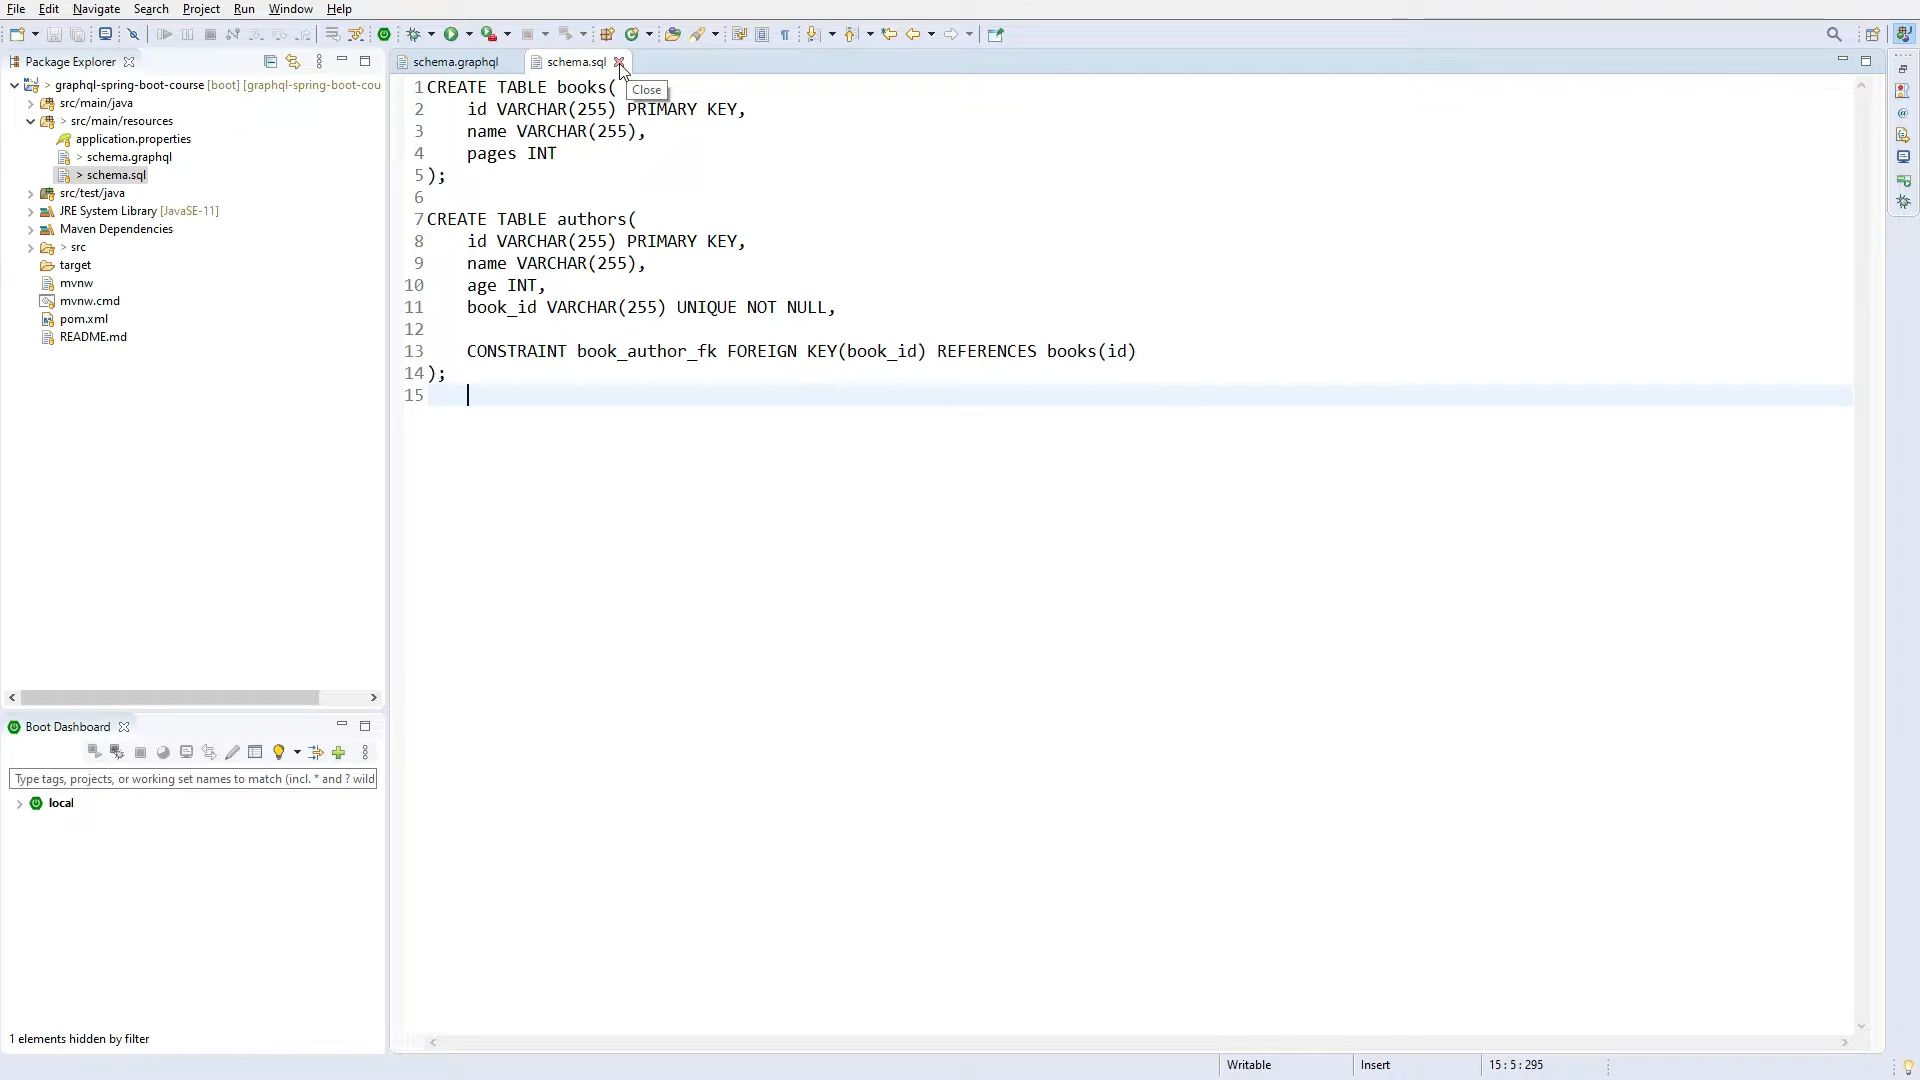 File Edit Navigate Search Project Run Window Help
Package Explorer
graphql-spring-boot-course [boot] [graphql-spring-boot-cou
src/main/java
> src/main/resources
application.properties
> schema.graphql
> schema.sql
src/test/java
JRE System Library [JavaSE-11]
Maven Dependencies
> src
target
mvnw
mvnw.cmd
pom.xml
README.md
Boot Dashboard
Type tags, projects, or working set names to match (incl. * and ? wild
local
1 elements hidden by filter
schema.graphql schema.sql
Close
1 CREATE TABLE books(
2 id VARCHAR(255) PRIMARY KEY,
3 name VARCHAR(255),
4 pages INT
5 );
6
7 CREATE TABLE authors(
8 id VARCHAR(255) PRIMARY KEY,
9 name VARCHAR(255),
10 age INT,
11 book_id VARCHAR(255) UNIQUE NOT NULL,
12
13 CONSTRAINT book_author_fk FOREIGN KEY(book_id) REFERENCES books(id)
14 );
15
Writable Insert 15 : 5 : 295